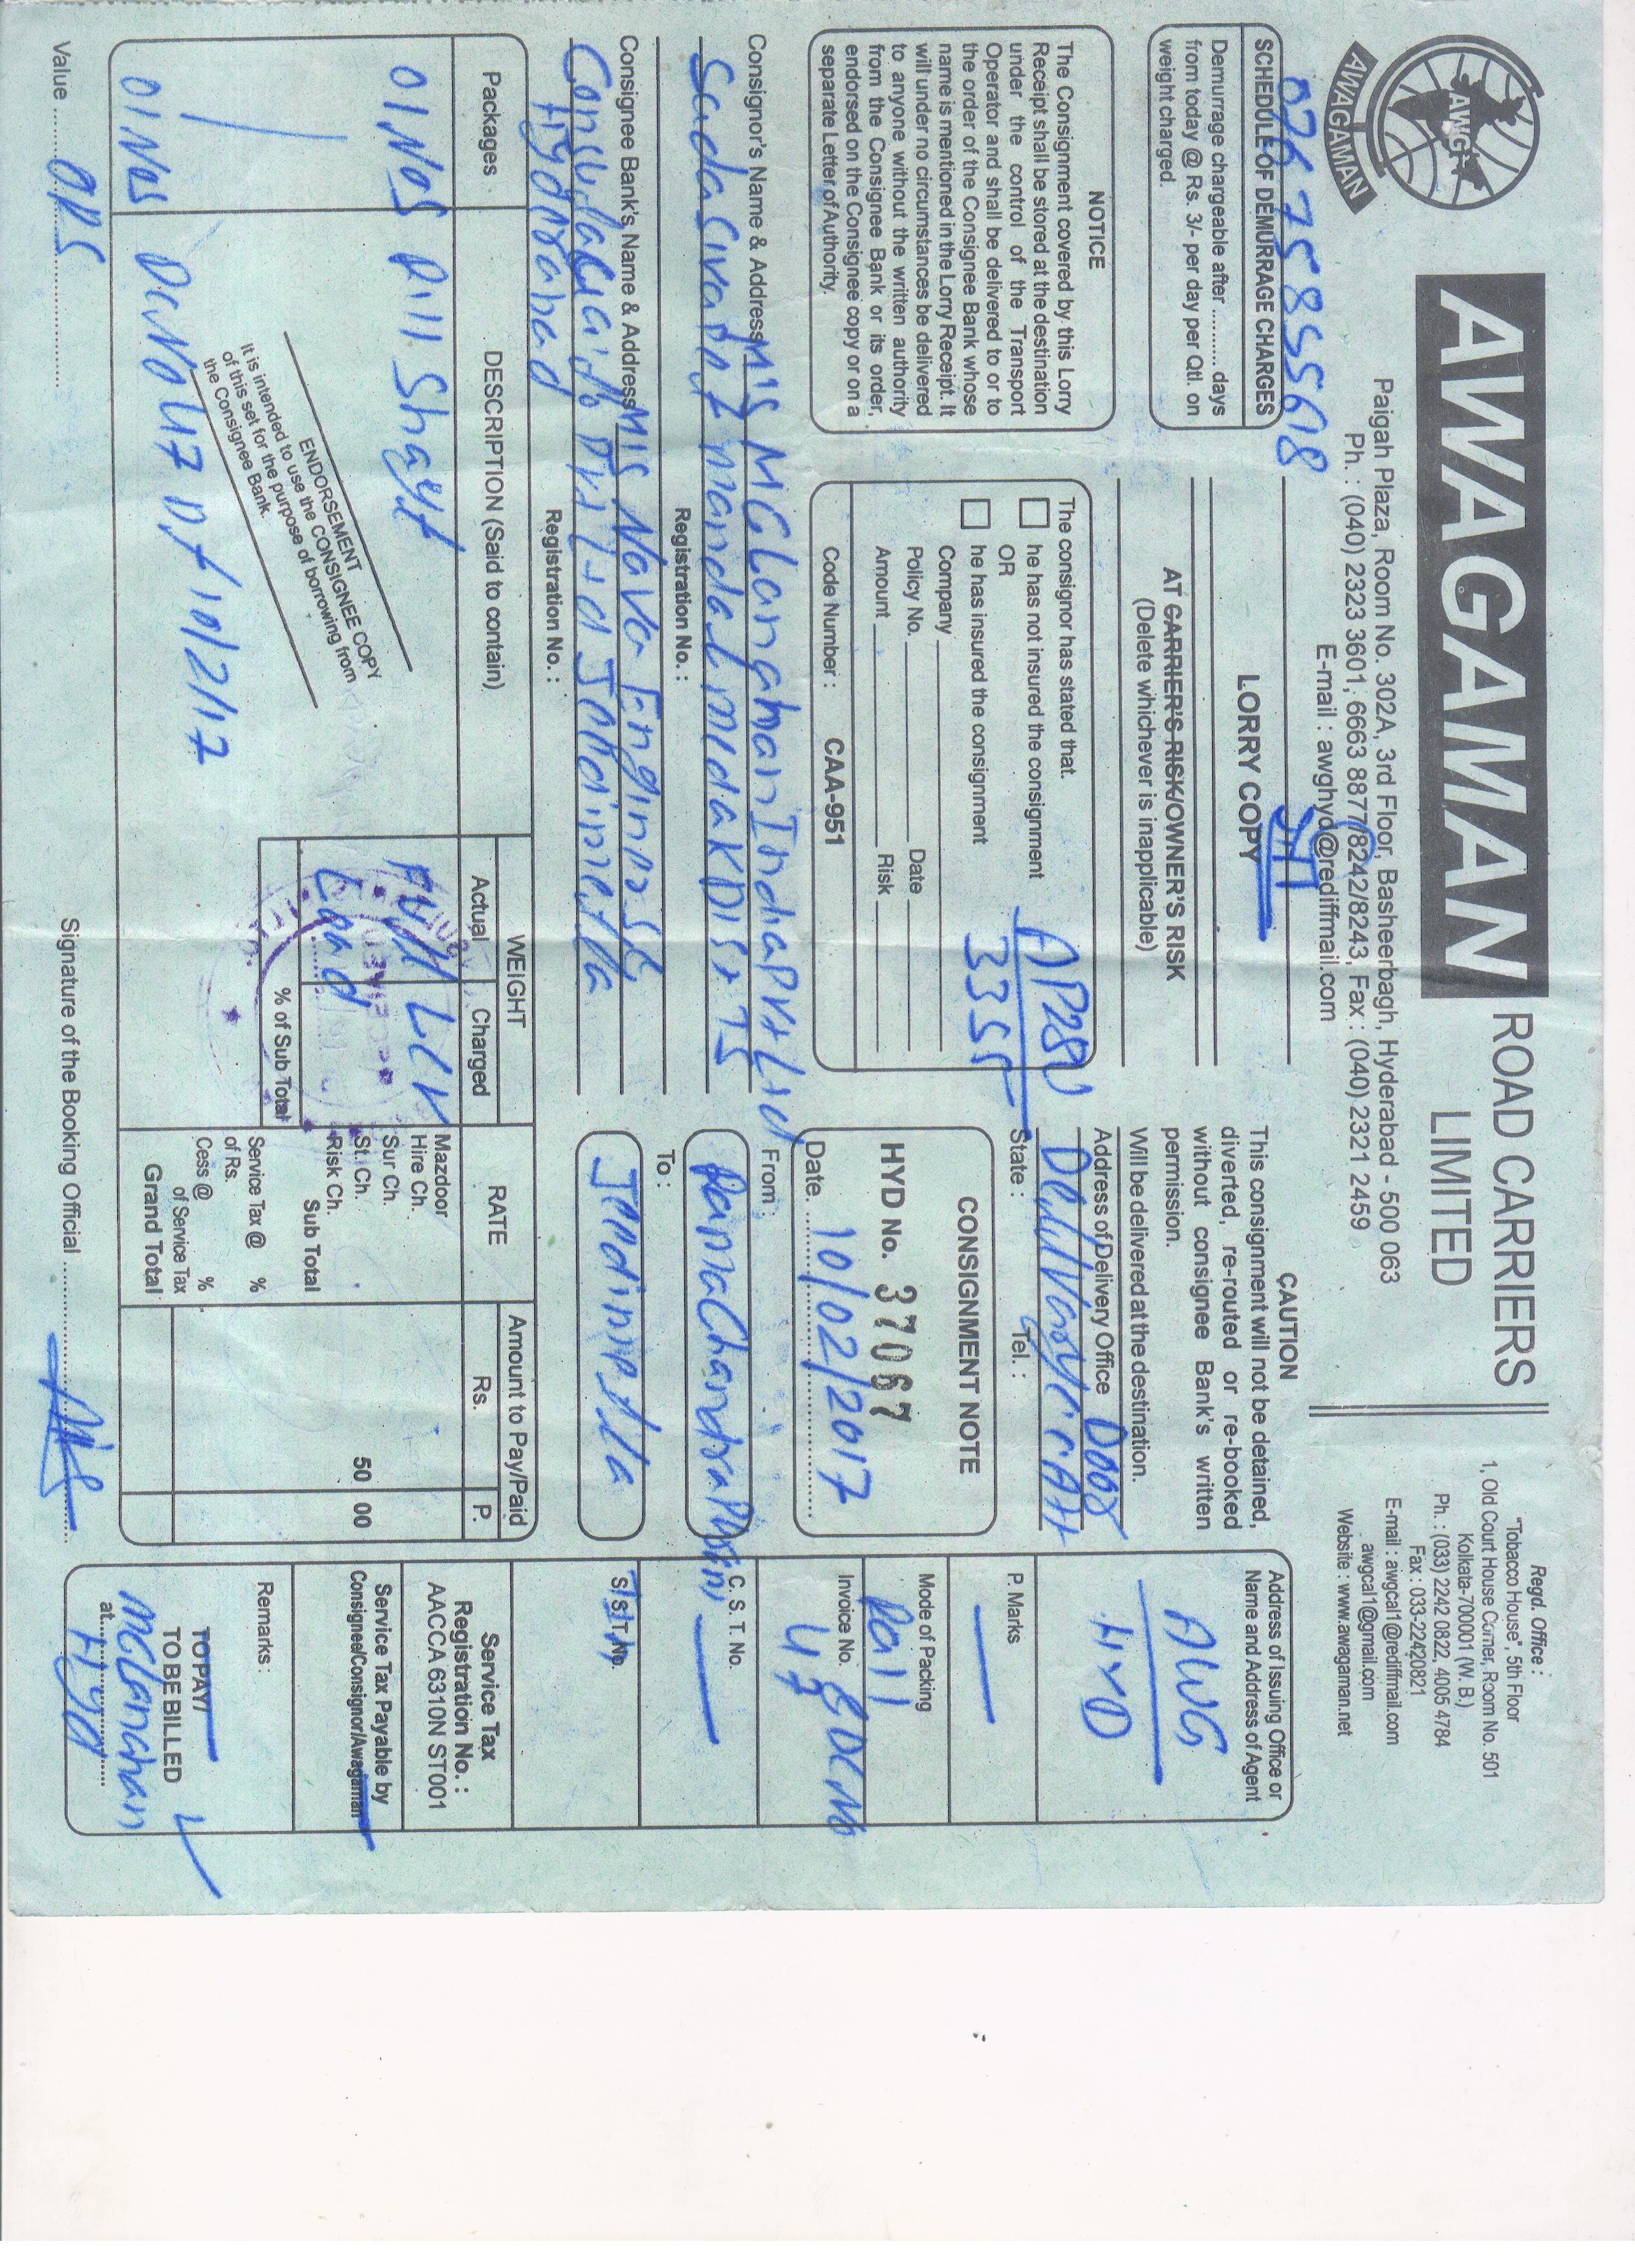 AWG
AWAGAMAN
AWAGAMAN
ROAD CARRIERS
LIMITED
Paigah Plaza, Room No. 302A, 3rd Floor, Basheerbagh, Hyderabad - 500 063
Ph. : (040) 2323 3601, 6663 8877/8242/8243, Fax : (040) 2321 2459
E-mail : awghyd@rediffmail.com
Regd. Office :
"Tobacco House", 5th Floor
1, Old Court House Corner, Room No. 501
Kolkata-700001 (W. B.)
Ph. : (033) 2242 0822, 4005 4784
Fax : 033-22420821
E-mail : awgcal1@rediffmail.com
awgcal1@gmail.com
Website : www.awagaman.net
07675855618
SCHEDULE OF DEMURRAGE CHARGES
Demurrage chargeable after .......... days
from today @ Rs. 3/- per day per Qtl. on
weight charged.
NOTICE
The Consignment covered by this Lorry
Receipt shall be stored at the destination
under the control of the Transport
Operator and shall be delivered to or to
the order of the Consignee Bank whose
name is mentioned in the Lorry Receipt. It
will under no circumstances be delivered
to anyone without the written authority
from the Consignee Bank or its order,
endorsed on the Consignee copy or on a
separate Letter of Authority.
LORRY COPY
AT CARRIER'S RISK/OWNER'S RISK
(Delete whichever is inapplicable)
The consignor has stated that.
he has not insured the consignment
OR
he has insured the consignment
Company
Policy No. Date
Amount Risk
Code Number : CAA-951
AP28U
3355
CAUTION
This consignment will not be detained,
diverted, re-routed or re-booked
without consignee Bank's written
permission.
Will be delivered at the destination.
Address of Delivery Office Door
Delivary
State : Tel. :
CONSIGNMENT NOTE
HYD No. 37067
Date. 10/02/2017
Address of Issuing Office or
Name and Address of Agent
AWG
HYD
P. Marks
Mode of Packing
Invoice No. & DC No
47
C. S. T. No.
S.S.T. No.
Consignor's Name & Address M/s MCLanahan India Pvt Ltd
Sadasivapet mandal medak Dist TS
Registration No. :
Consignee Bank's Name & Address M/s Nava Enginers &
Pvt Ltd Jeedimetla
Hyderabad
Registration No. :
From :
RamaChandraPuram
To :
Jeedimetla
Packages
DESCRIPTION (Said to contain)
WEIGHT
Actual Charged
RATE
Amount to Pay/Paid
Rs. P.
01 Nos
Shayt
Full LCV
Load
ENDORSEMENT
It is intended to use the CONSIGNEE COPY
of this set for the purpose of borrowing from
the Consignee Bank.
Dc No 47 Dt 10/2/17
01 Nos
% of Sub Total
Mazdoor
Hire Ch.
Sur Ch.
St. Ch. 50 00
Risk Ch.
Sub Total
Service Tax @ %
of Rs.
Cess @ %
of Service Tax
Grand Total
RECEIVED
Service Tax
Registration No. :
AACCA 6310N ST001
Service Tax Payable by
Consignee/Consignor/Awagaman
Remarks :
TO PAY/
TO BE BILLED
MCLanahan
at
Hyd
Value
Signature of the Booking Official